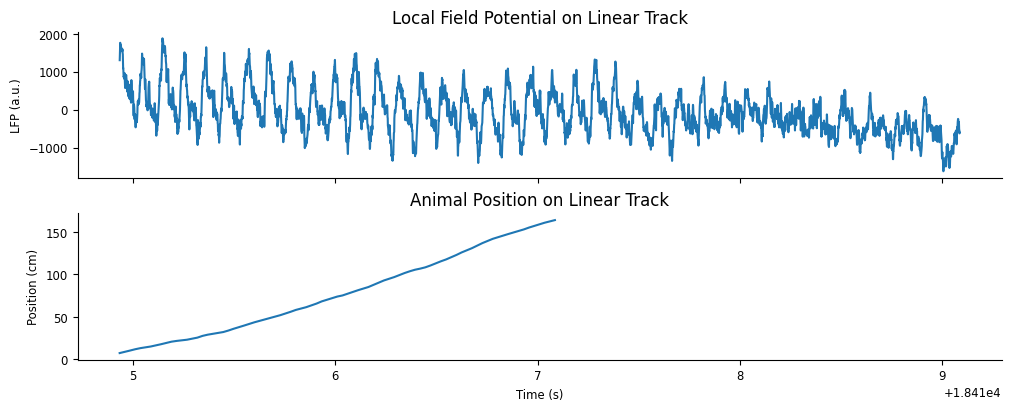 Local Field Potential on Linear Track
2000
1000
0
−1000
LFP (a.u.)
Animal Position on Linear Track
150
100
50
0
Position (cm)
5 6 7 8 9
Time (s)
+1.841e4